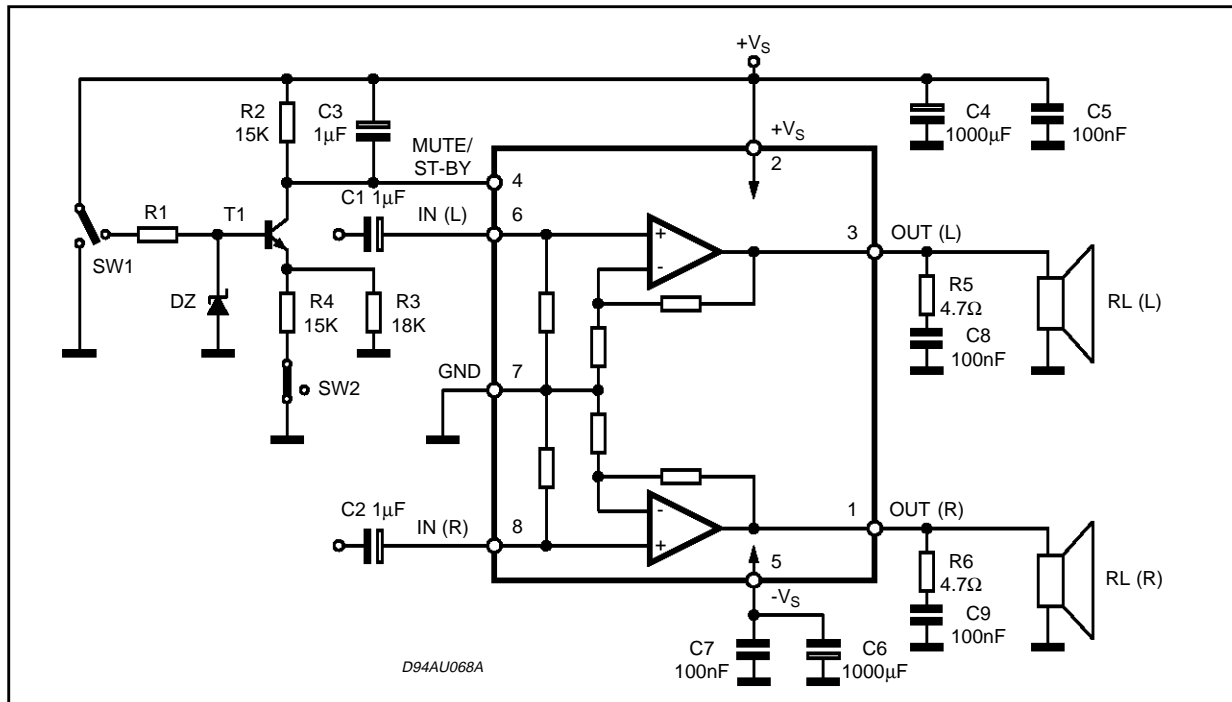 +VS
R2
15K
C3
1µF
C4
1000µF
C5
100nF
+VS
2
MUTE/
ST-BY
4
C1 1µF
IN (L)
6
R1
T1
SW1
+
-
3
OUT (L)
DZ
R4
15K
R3
18K
R5
4.7Ω
C8
100nF
RL (L)
GND
7
SW2
C2 1µF
IN (R)
8
-
+
1
OUT (R)
5
-VS
R6
4.7Ω
C9
100nF
RL (R)
C7
100nF
C6
1000µF
D94AU068A